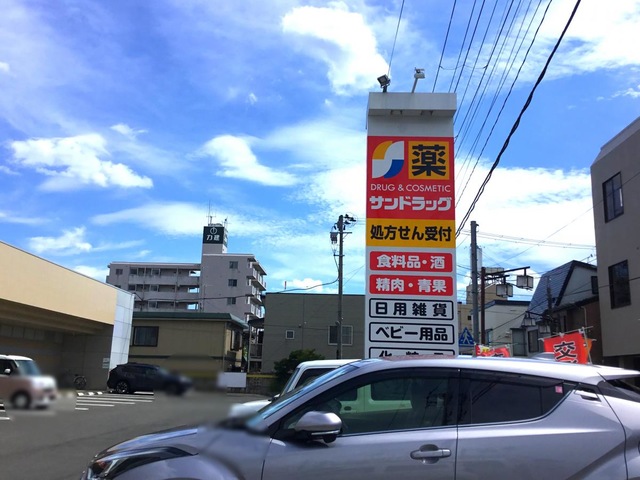 薬
DRUG & COSMETIC
サンドラッグ
処方せん受付
食料品・酒
精肉・青果
日用雑貨
ベビー用品